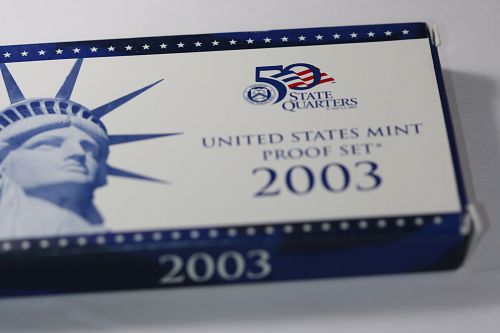 50
STATE
QUARTERS
UNITED STATES MINT
PROOF SET®
2003
2003